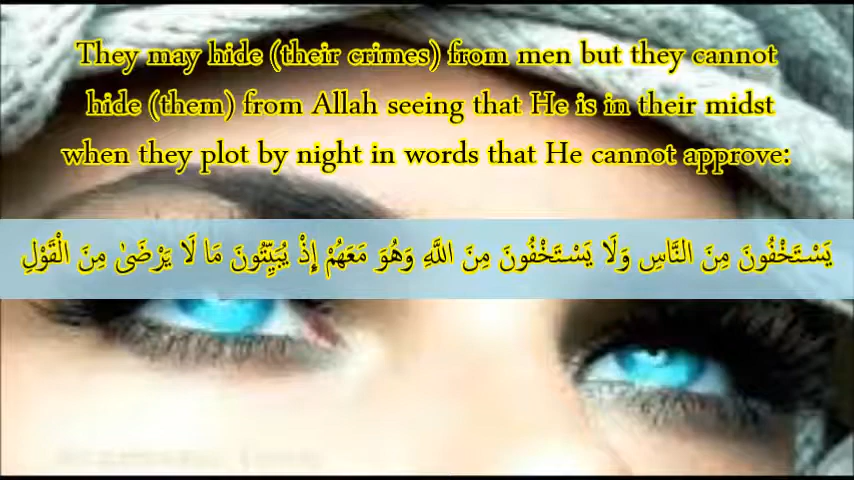 They may hide (their crimes) from men but they cannot
hide (them) from Allah seeing that He is in their midst
when they plot by night in words that He cannot approve:
يَسْتَخْفُونَ مِنَ النَّاسِ وَلَا يَسْتَخْفُونَ مِنَ اللَّهِ وَهُوَ مَعَهُمْ إِذْ يُبَيِّتُونَ مَا لَا يَرْضَىٰ مِنَ الْقَوْلِ